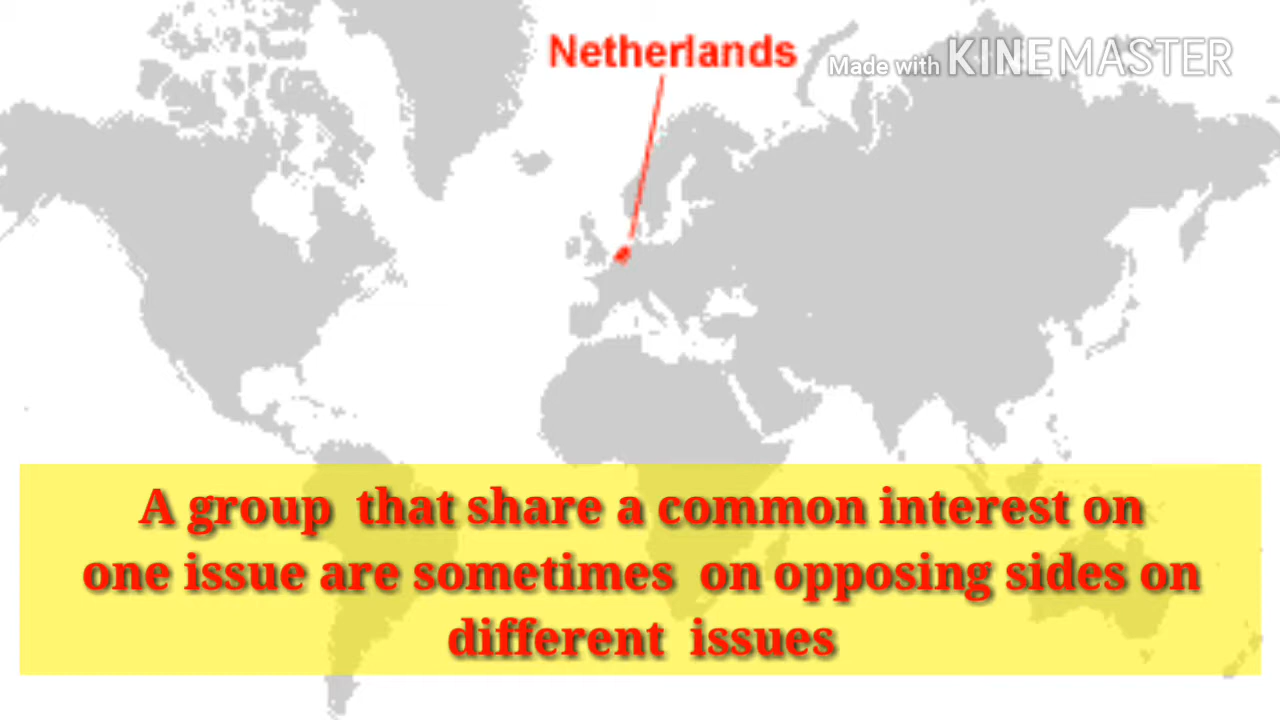 Netherlands
Made with KINEMASTER
A group that share a common interest on
one issue are sometimes on opposing sides on
different issues